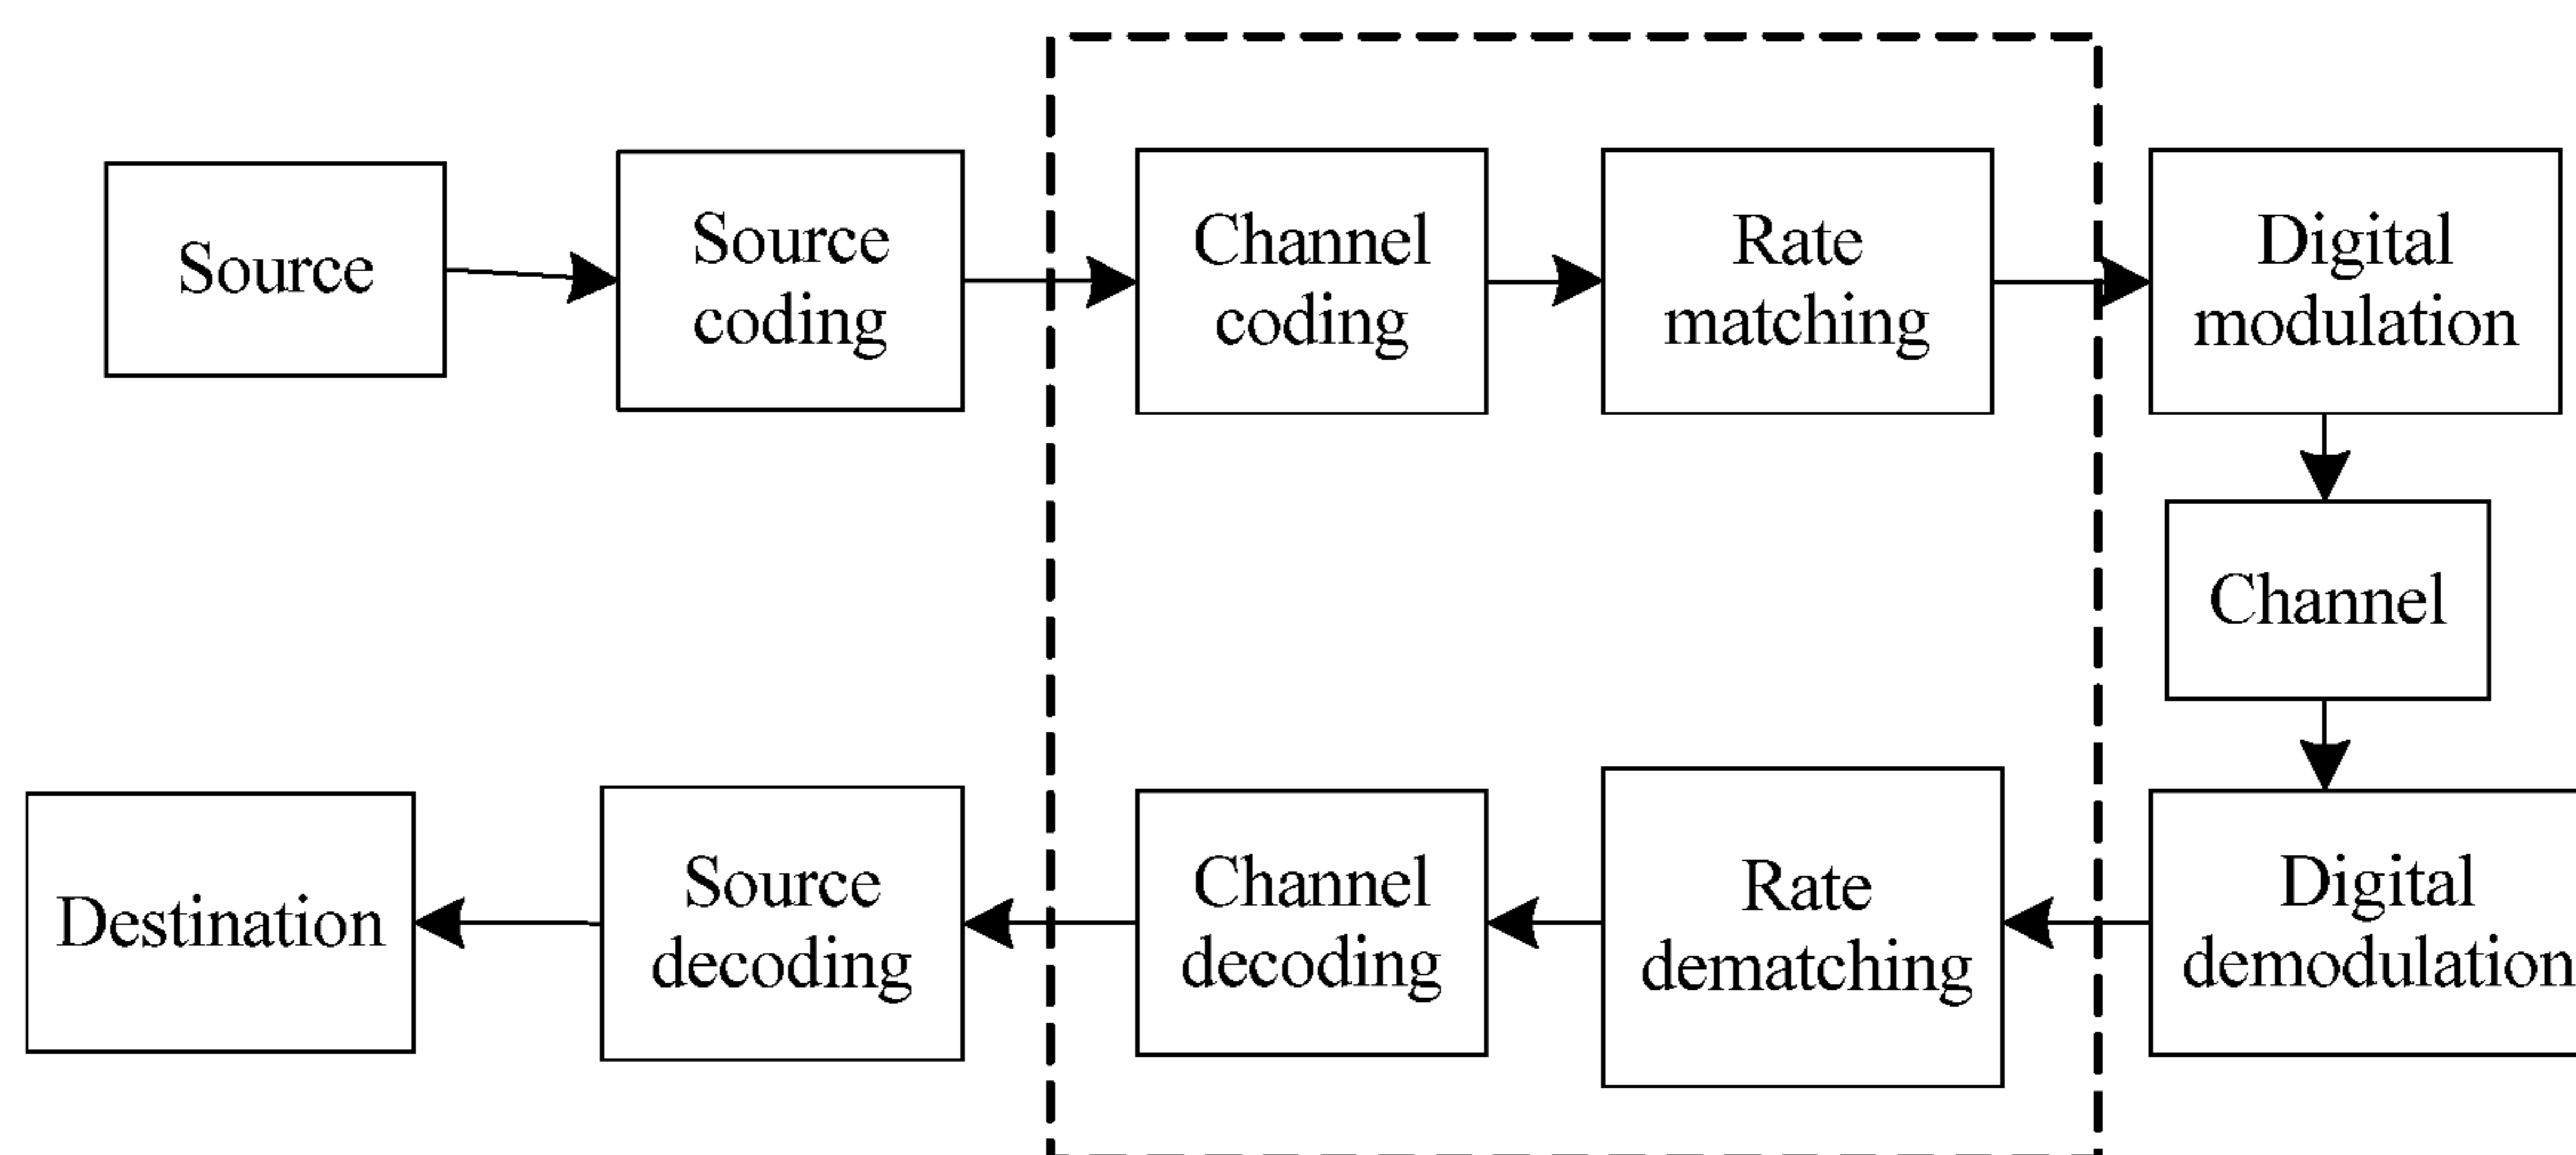 Source
Source
coding
Channel
coding
Rate
matching
Digital
modulation
Channel
Destination
Source
decoding
Channel
decoding
Rate
dematching
Digital
demodulation